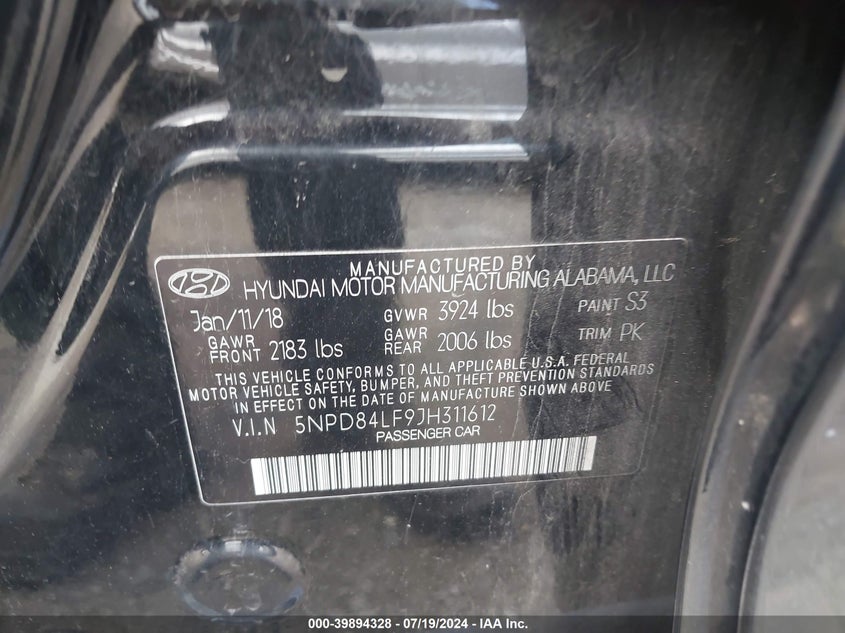 MANUFACTURED BY
HYUNDAI MOTOR MANUFACTURING ALABAMA, LLC
Jan/11/18 GVWR 3924 lbs PAINT S3
GAWR FRONT 2183 lbs GAWR REAR 2006 lbs TRIM PK
THIS VEHICLE CONFORMS TO ALL APPLICABLE U.S.A. FEDERAL
MOTOR VEHICLE SAFETY, BUMPER, AND THEFT PREVENTION STANDARDS
IN EFFECT ON THE DATE OF MANUFACTURE SHOWN ABOVE
V.I.N 5NPD84LF9JH311612
PASSENGER CAR
000-39894328 - 07/19/2024 - IAA Inc.